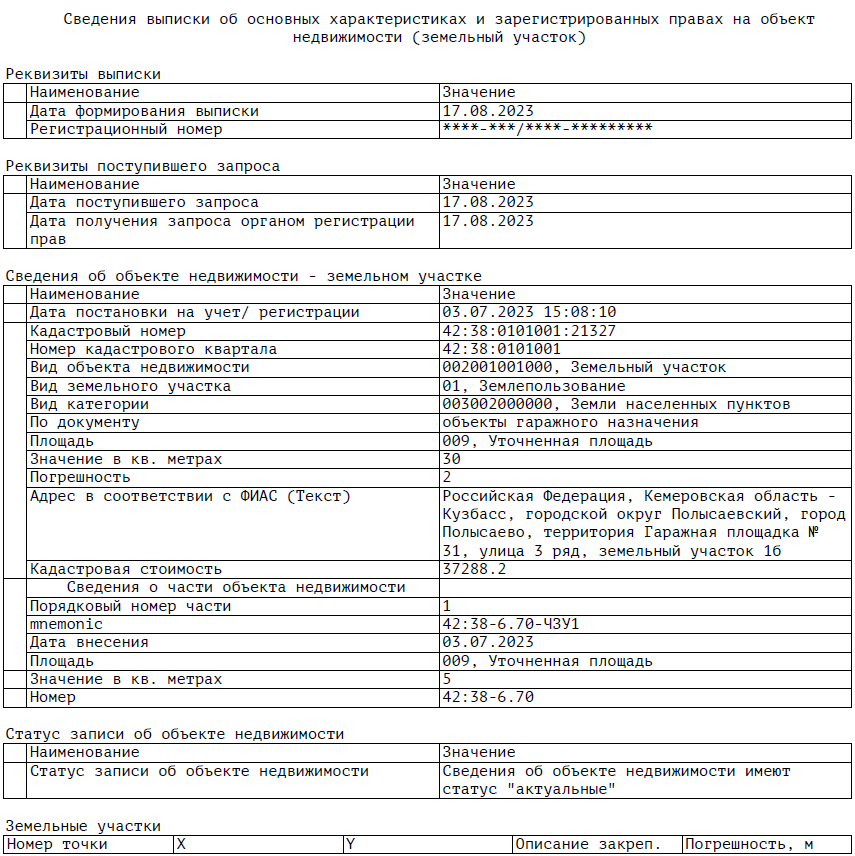 Сведения выписки об основных характеристиках и зарегистрированных правах на объект
недвижимости (земельный участок)
Реквизиты выписки
Наименование Значение
Дата формирования выписки 17.08.2023
Регистрационный номер ****-***/****-*********
Реквизиты поступившего запроса
Наименование Значение
Дата поступившего запроса 17.08.2023
Дата получения запроса органом регистрации 17.08.2023
прав
Сведения об объекте недвижимости - земельном участке
Наименование Значение
Дата постановки на учет/ регистрации 03.07.2023 15:08:10
Кадастровый номер 42:38:0101001:21327
Номер кадастрового квартала 42:38:0101001
Вид объекта недвижимости 002001001000, Земельный участок
Вид земельного участка 01, Землепользование
Вид категории 003002000000, Земли населенных пунктов
По документу объекты гаражного назначения
Площадь 009, Уточненная площадь
Значение в кв. метрах 30
Погрешность 2
Адрес в соответствии с ФИАС (Текст) Российская Федерация, Кемеровская область -
Кузбасс, городской округ Полысаевский, город
Полысаево, территория Гаражная площадка №
31, улица 3 ряд, земельный участок 1б
Кадастровая стоимость 37288.2
Сведения о части объекта недвижимости
Порядковый номер части 1
mnemonic 42:38-6.70-ЧЗУ1
Дата внесения 03.07.2023
Площадь 009, Уточненная площадь
Значение в кв. метрах 5
Номер 42:38-6.70
Статус записи об объекте недвижимости
Наименование Значение
Статус записи об объекте недвижимости Сведения об объекте недвижимости имеют
статус "актуальные"
Земельные участки
Номер точки X Y Описание закреп. Погрешность, м